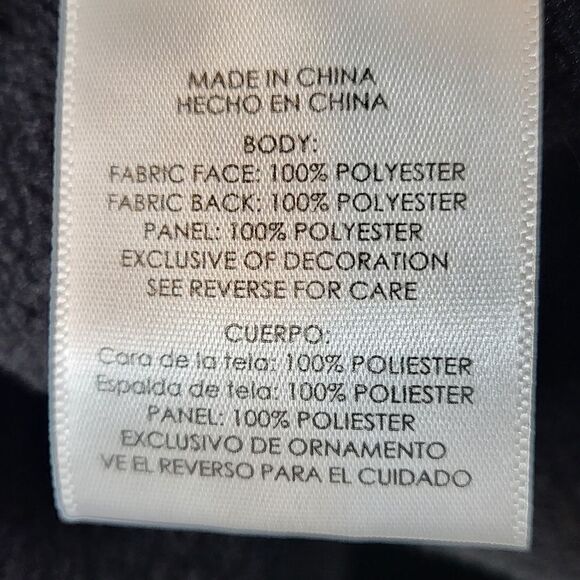 MADE IN CHINA
HECHO EN CHINA
BODY:
FABRIC FACE: 100% POLYESTER
FABRIC BACK: 100% POLYESTER
PANEL: 100% POLYESTER
EXCLUSIVE OF DECORATION
SEE REVERSE FOR CARE
CUERPO:
Cara de la tela: 100% POLIESTER
Espalda de tela: 100% POLIESTER
PANEL: 100% POLIESTER
EXCLUSIVO DE ORNAMENTO
VE EL REVERSO PARA EL CUIDADO